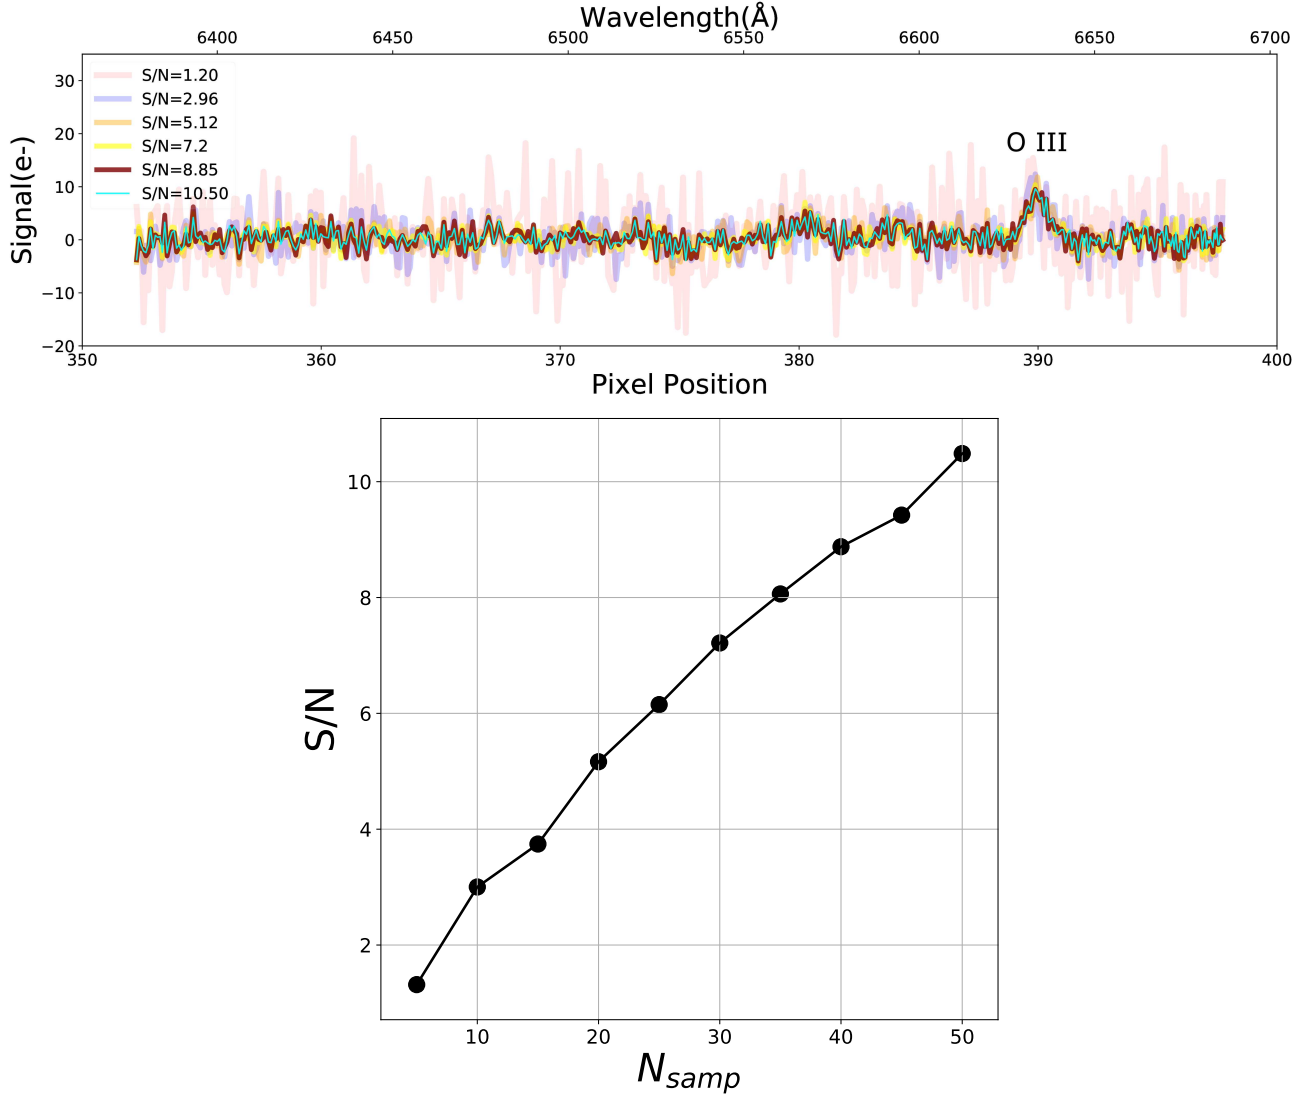 Wavelength(Å)
6400 6450 6500 6550 6600 6650 6700
30
20
10
0
−10
−20
Signal(e-)
S/N=1.20
S/N=2.96
S/N=5.12
S/N=7.2
S/N=8.85
S/N=10.50
O III
350 360 370 380 390 400
Pixel Position
10
8
6
4
2
S/N
10 20 30 40 50
Nsamp